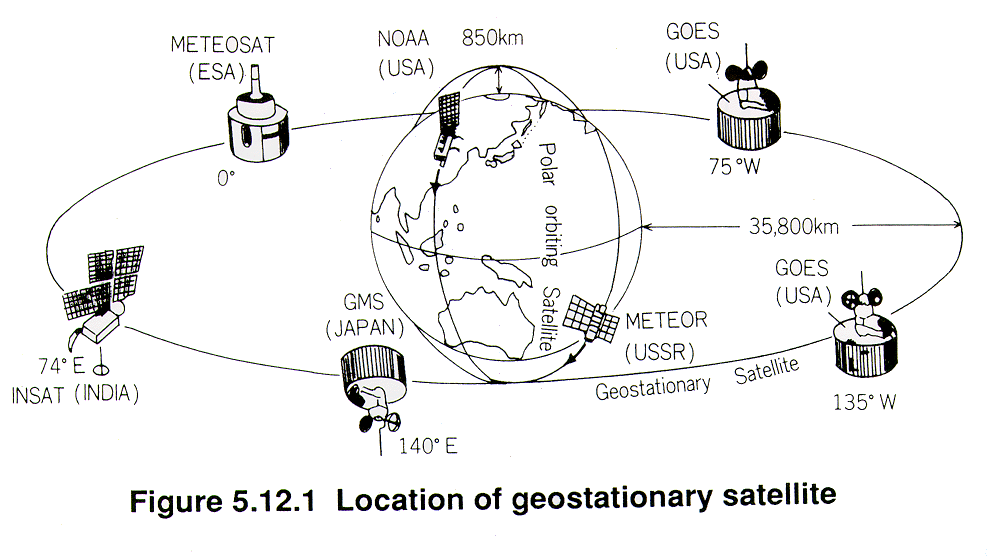 METEOSAT
(ESA)
0°
NOAA
(USA)
850km
GOES
(USA)
75°W
Polar orbiting Satellite
35,800km
GOES
(USA)
135°W
74°E
INSAT (INDIA)
GMS
(JAPAN)
140°E
METEOR
(USSR)
Geostationary Satellite
Figure 5.12.1 Location of geostationary satellite